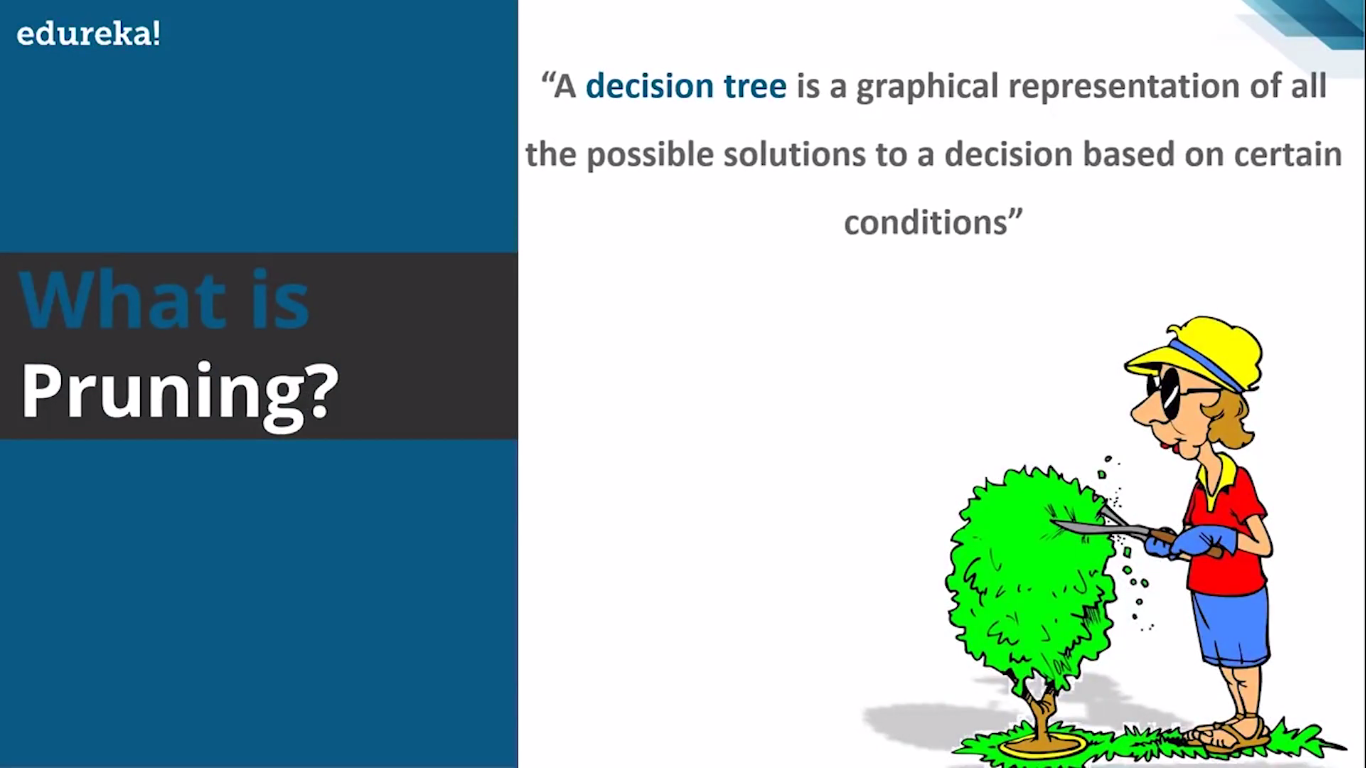 edureka!
“A decision tree is a graphical representation of all
the possible solutions to a decision based on certain
conditions”
What is
Pruning?